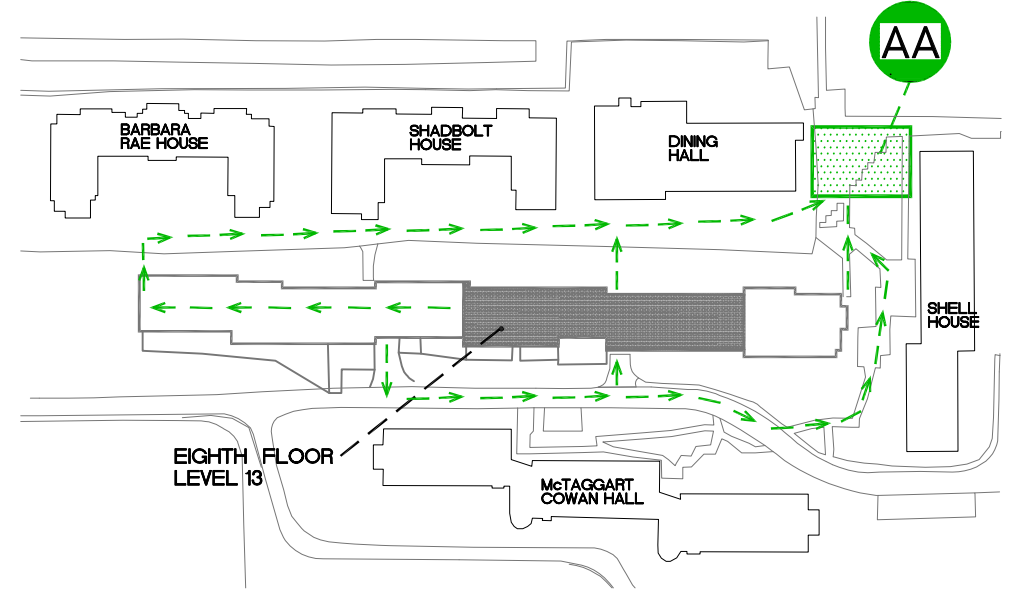 AA
BARBARA
RAE HOUSE
SHADBOLT
HOUSE
DINING
HALL
SHELL
HOUSE
EIGHTH FLOOR
LEVEL 13
McTAGGART
COWAN HALL